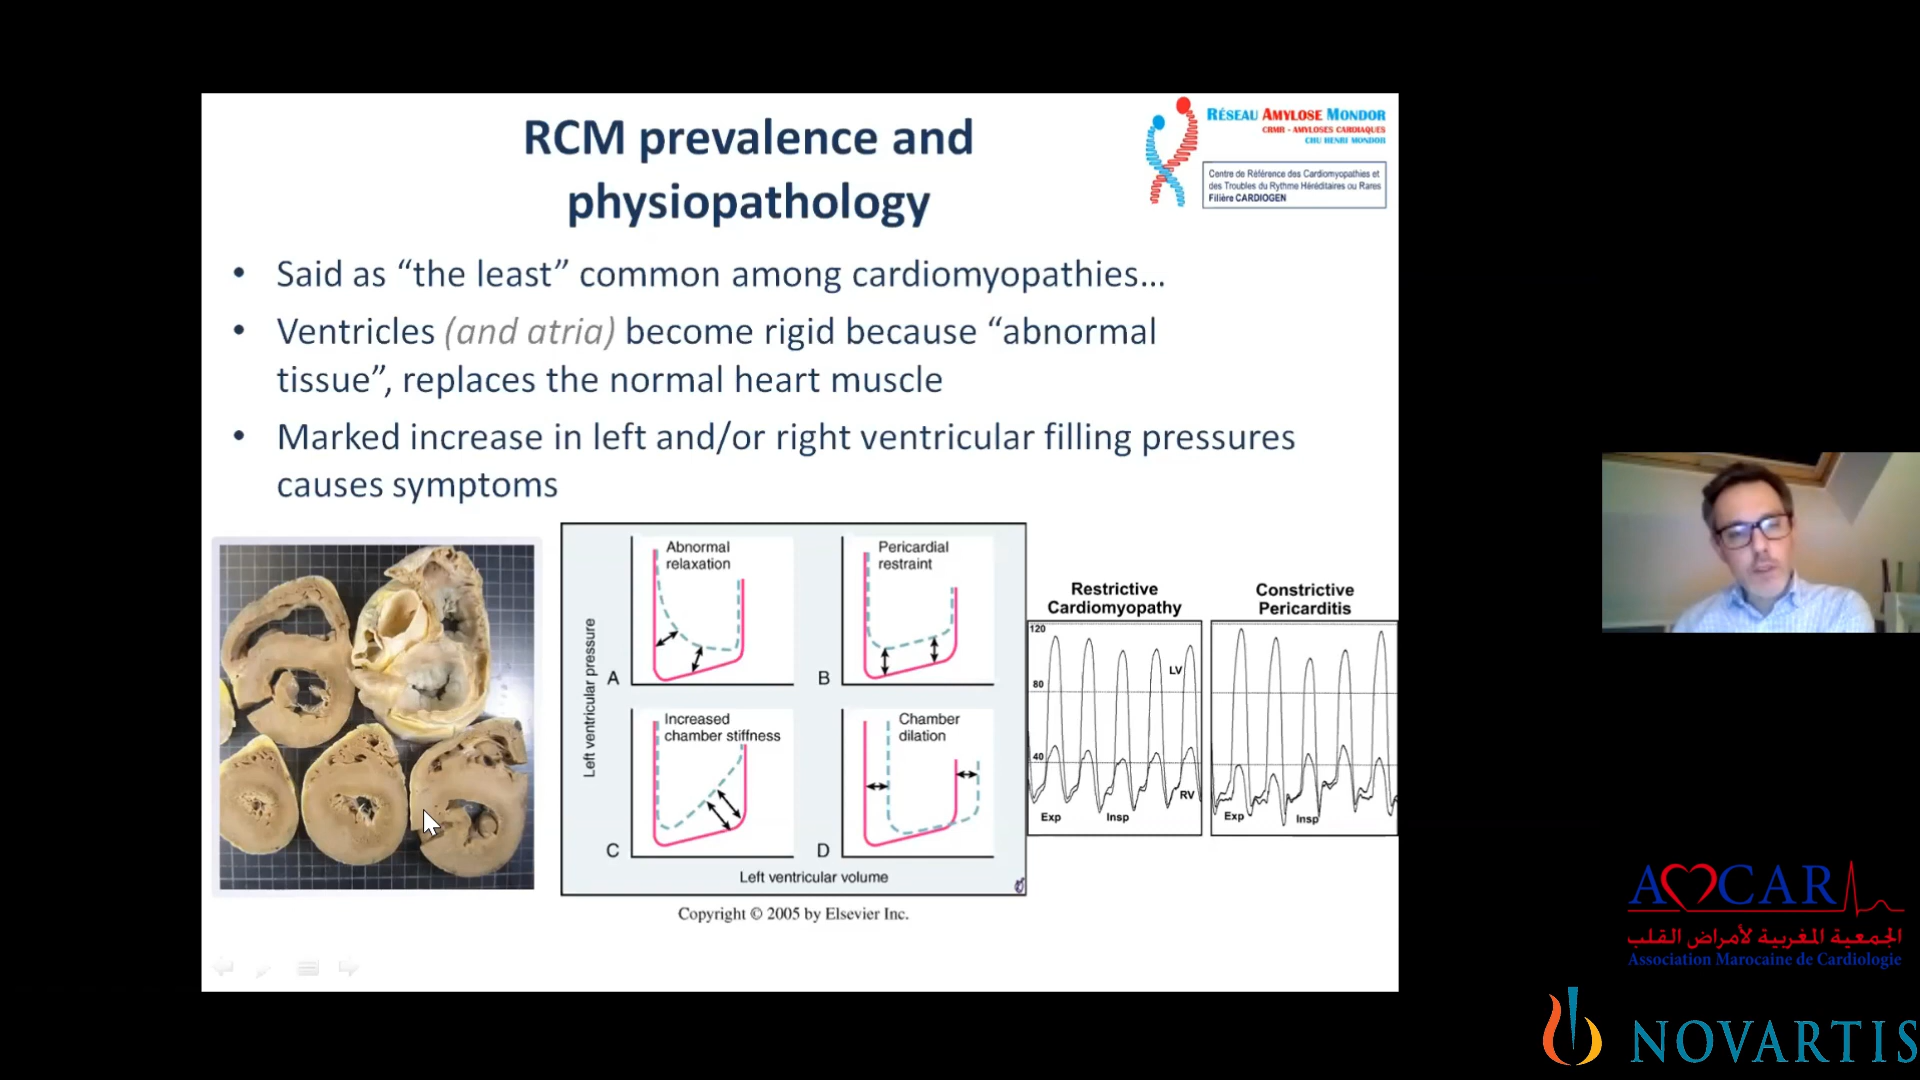 RCM prevalence and
physiopathology
RÉSEAU AMYLOSE MONDOR
CRMR - AMYLOSES CARDIAQUES
CHU HENRI MONDOR
Centre de Référence des Cardiomyopathies et
des Troubles du Rythme Héréditaires ou Rares
Filière CARDIOGEN
• Said as “the least” common among cardiomyopathies...
• Ventricles (and atria) become rigid because “abnormal
tissue”, replaces the normal heart muscle
• Marked increase in left and/or right ventricular filling pressures
causes symptoms
Left ventricular pressure
Abnormal
relaxation
A
Pericardial
restraint
B
Increased
chamber stiffness
C
Chamber
dilation
D
Left ventricular volume
Copyright © 2005 by Elsevier Inc.
Restrictive
Cardiomyopathy
120
80
40
LV
RV
Exp
Insp
Constrictive
Pericarditis
Exp
Insp
AMCAR
الجمعية المغربية لأمراض القلب
Association Marocaine de Cardiologie
NOVARTIS